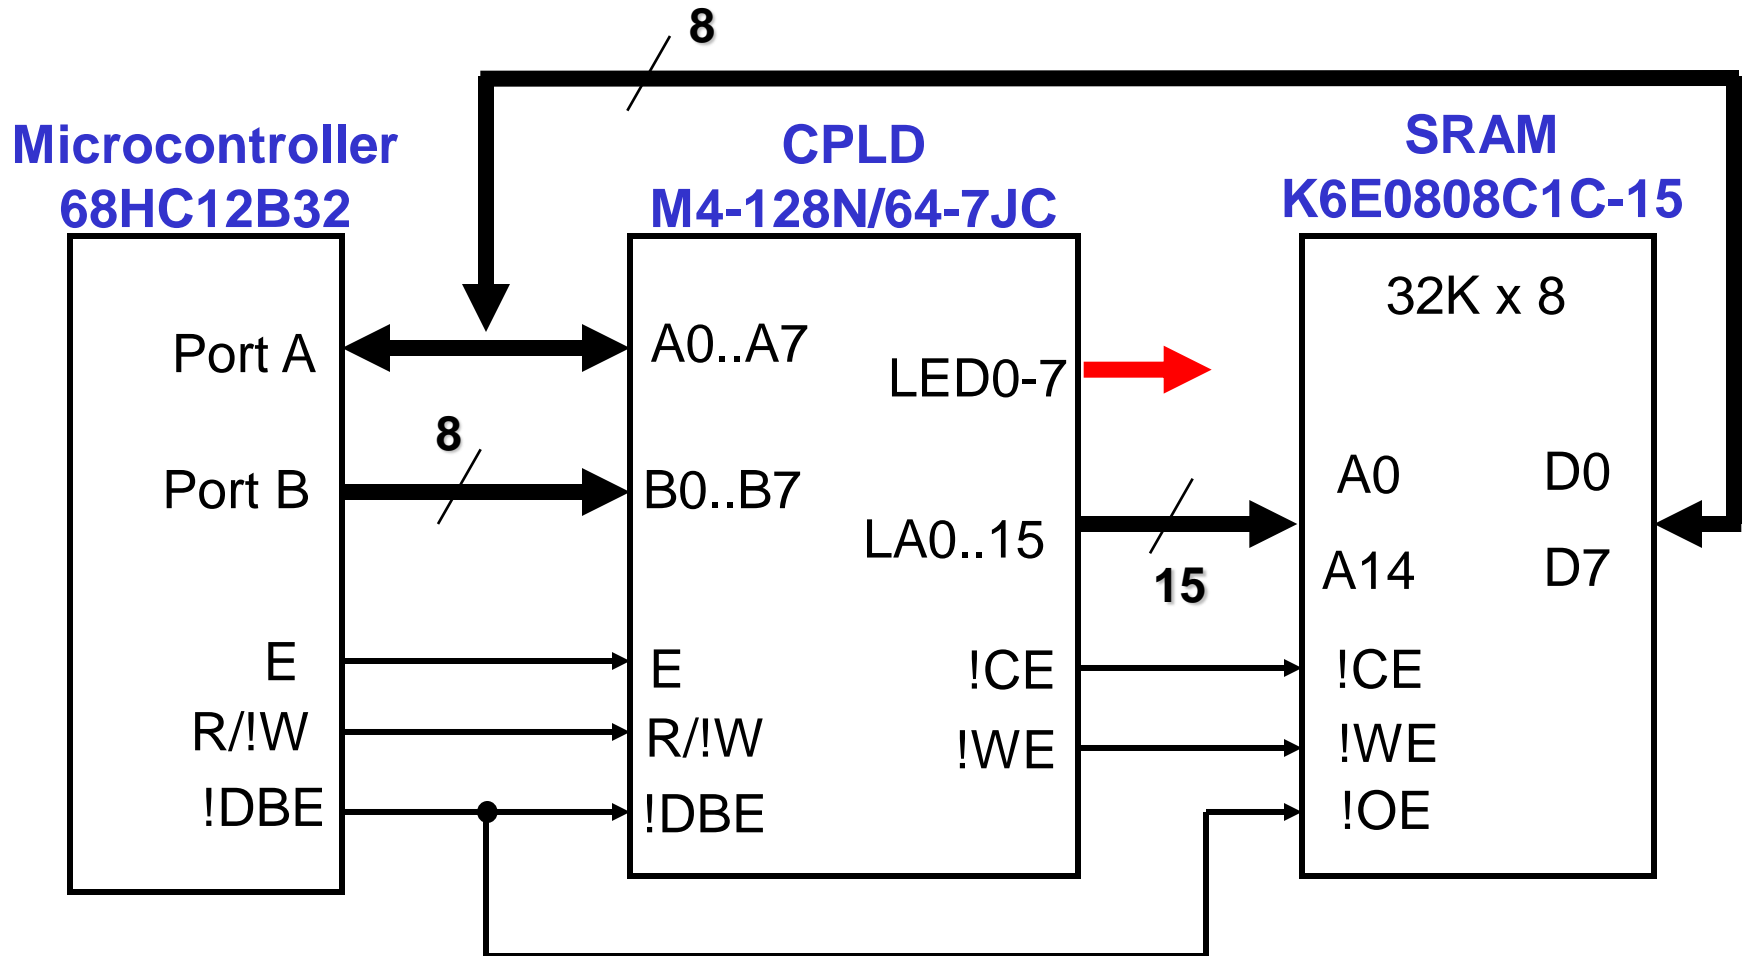 8
Microcontroller
68HC12B32
Port A
Port B
E
R/!W
!DBE
8
CPLD
M4-128N/64-7JC
A0..A7
LED0-7
B0..B7
LA0..15
E
!CE
R/!W
!WE
!DBE
15
SRAM
K6E0808C1C-15
32K x 8
A0
D0
A14
D7
!CE
!WE
!OE